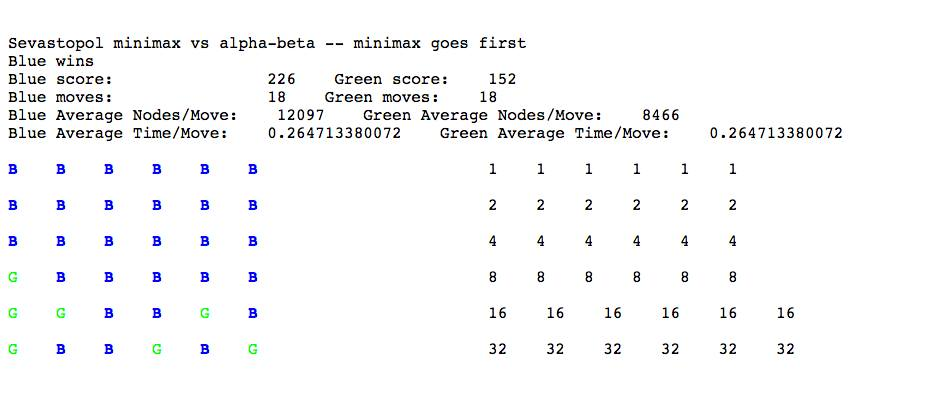 Sevastopol minimax vs alpha-beta -- minimax goes first
Blue wins
Blue score: 226 Green score: 152
Blue moves: 18 Green moves: 18
Blue Average Nodes/Move: 12097 Green Average Nodes/Move: 8466
Blue Average Time/Move: 0.264713380072 Green Average Time/Move: 0.264713380072
B B B B B B 1 1 1 1 1 1
B B B B B B 2 2 2 2 2 2
B B B B B B 4 4 4 4 4 4
G B B B B B 8 8 8 8 8 8
G G B B G B 16 16 16 16 16 16
G B B G B G 32 32 32 32 32 32